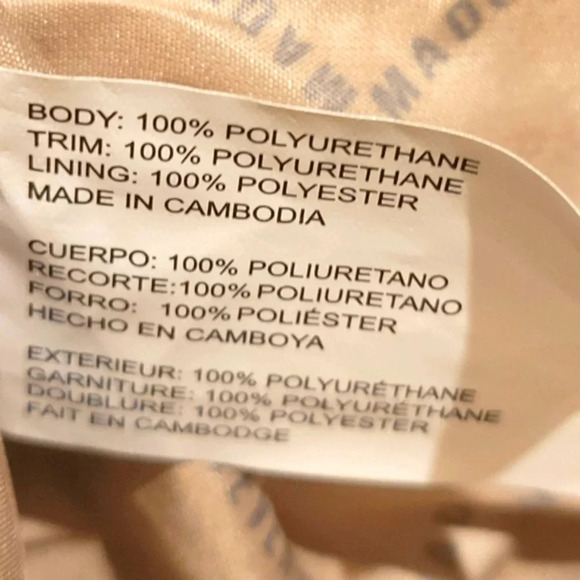 BODY: 100% POLYURETHANE
TRIM: 100% POLYURETHANE
LINING: 100% POLYESTER
MADE IN CAMBODIA
CUERPO: 100% POLIURETANO
RECORTE:100% POLIURETANO
FORRO: 100% POLIÉSTER
HECHO EN CAMBOYA
EXTERIEUR: 100% POLYURÉTHANE
GARNITURE: 100% POLYURÉTHANE
DOUBLURE: 100% POLYESTER
FAIT EN CAMBODGE